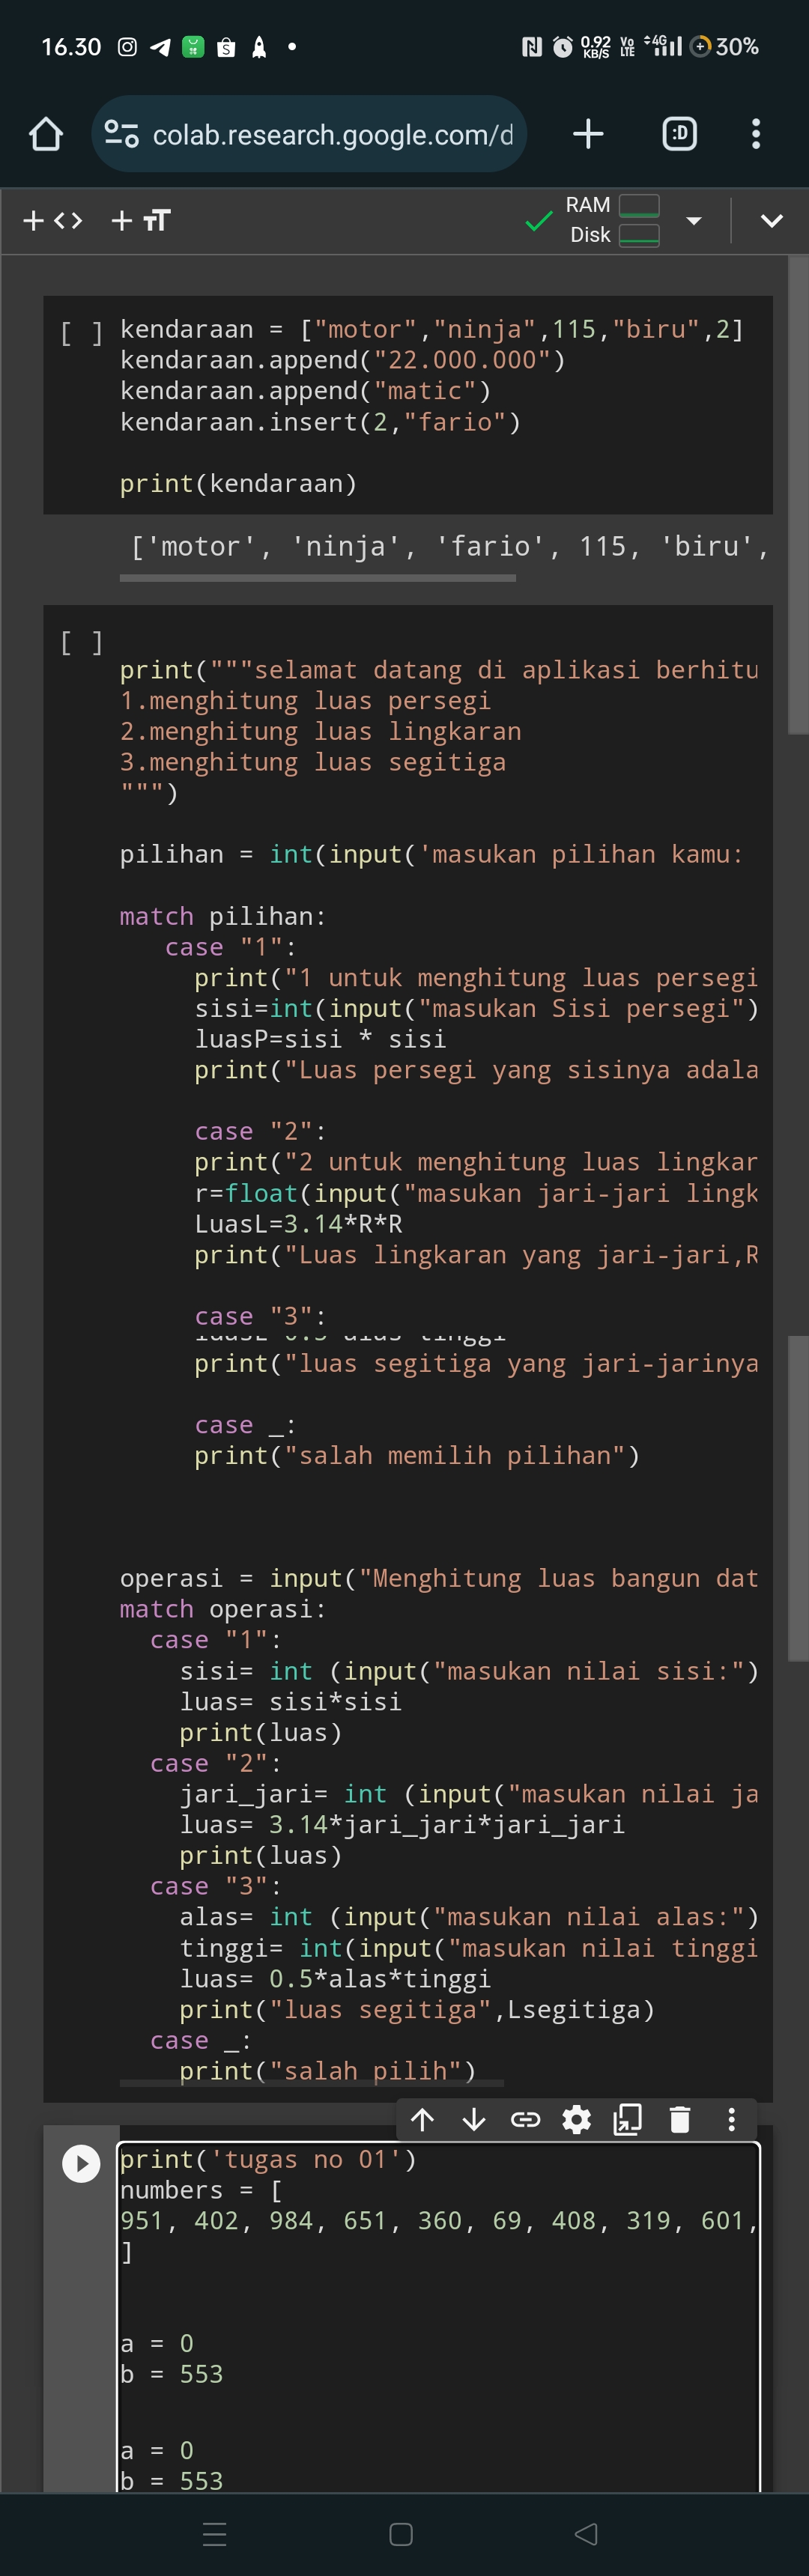 16.30 0.92 KB/S Vo LTE 4G 30%
colab.research.google.com/d :D
+ <> + TT RAM
Disk
[ ] kendaraan = ["motor","ninja",115,"biru",2]
kendaraan.append("22.000.000")
kendaraan.append("matic")
kendaraan.insert(2,"fario")
print(kendaraan)
['motor', 'ninja', 'fario', 115, 'biru',
[ ]
print("""selamat datang di aplikasi berhitu
1.menghitung luas persegi
2.menghitung luas lingkaran
3.menghitung luas segitiga
""")
pilihan = int(input('masukan pilihan kamu:
match pilihan:
case "1":
print("1 untuk menghitung luas persegi
sisi=int(input("masukan Sisi persegi")
luasP=sisi * sisi
print("Luas persegi yang sisinya adala
case "2":
print("2 untuk menghitung luas lingkar
r=float(input("masukan jari-jari lingk
LuasL=3.14*R*R
print("Luas lingkaran yang jari-jari,R
case "3":
print("luas segitiga yang jari-jarinya
case _:
print("salah memilih pilihan")
operasi = input("Menghitung luas bangun dat
match operasi:
case "1":
sisi= int (input("masukan nilai sisi:")
luas= sisi*sisi
print(luas)
case "2":
jari_jari= int (input("masukan nilai ja
luas= 3.14*jari_jari*jari_jari
print(luas)
case "3":
alas= int (input("masukan nilai alas:")
tinggi= int(input("masukan nilai tinggi
luas= 0.5*alas*tinggi
print("luas segitiga",Lsegitiga)
case _:
print("salah pilih")
print('tugas no 01')
numbers = [
951, 402, 984, 651, 360, 69, 408, 319, 601,
]
a = 0
b = 553
a = 0
b = 553